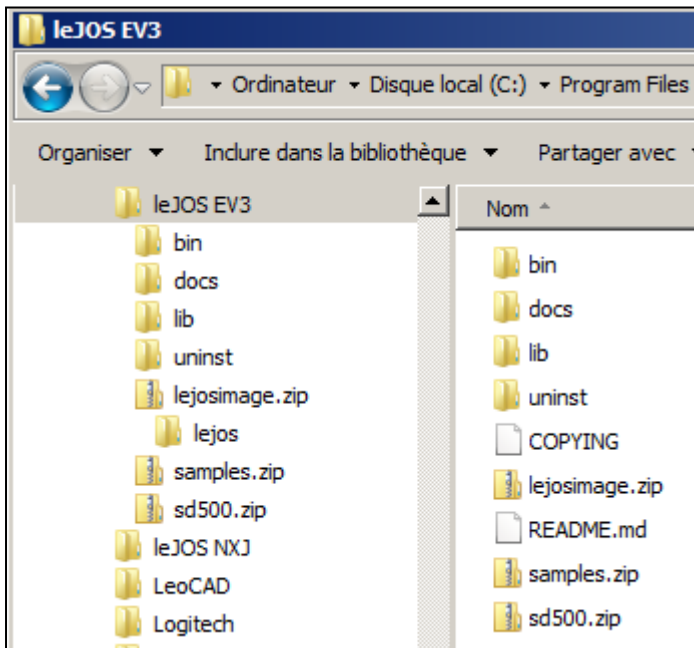 leJOS EV3
Ordinateur Disque local (C:) Program Files
Organiser Inclure dans la bibliothèque Partager avec
leJOS EV3
bin
docs
lib
uninst
lejosimage.zip
lejos
samples.zip
sd500.zip
leJOS NXJ
LeoCAD
Logitech
Nom
bin
docs
lib
uninst
COPYING
lejosimage.zip
README.md
samples.zip
sd500.zip